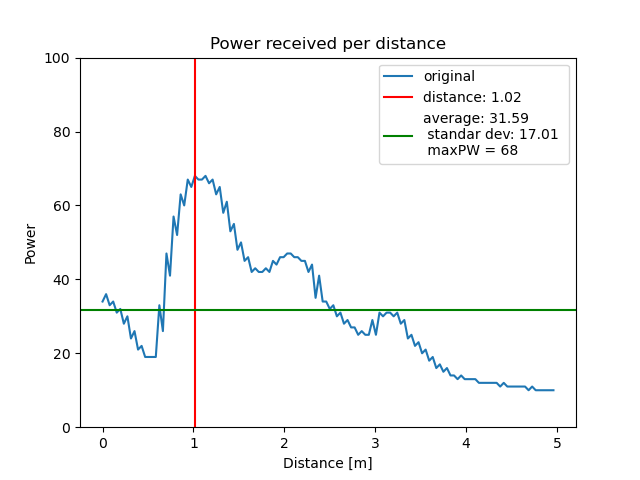 Power received per distance
100
80
60
40
20
0
Power
original
distance: 1.02
average: 31.59
standar dev: 17.01
maxPW = 68
0 1 2 3 4 5
Distance [m]